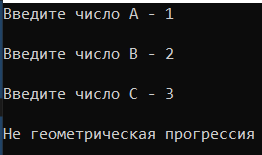 Введите число A - 1
Введите число B - 2
Введите число C - 3
Не геометрическая прогрессия